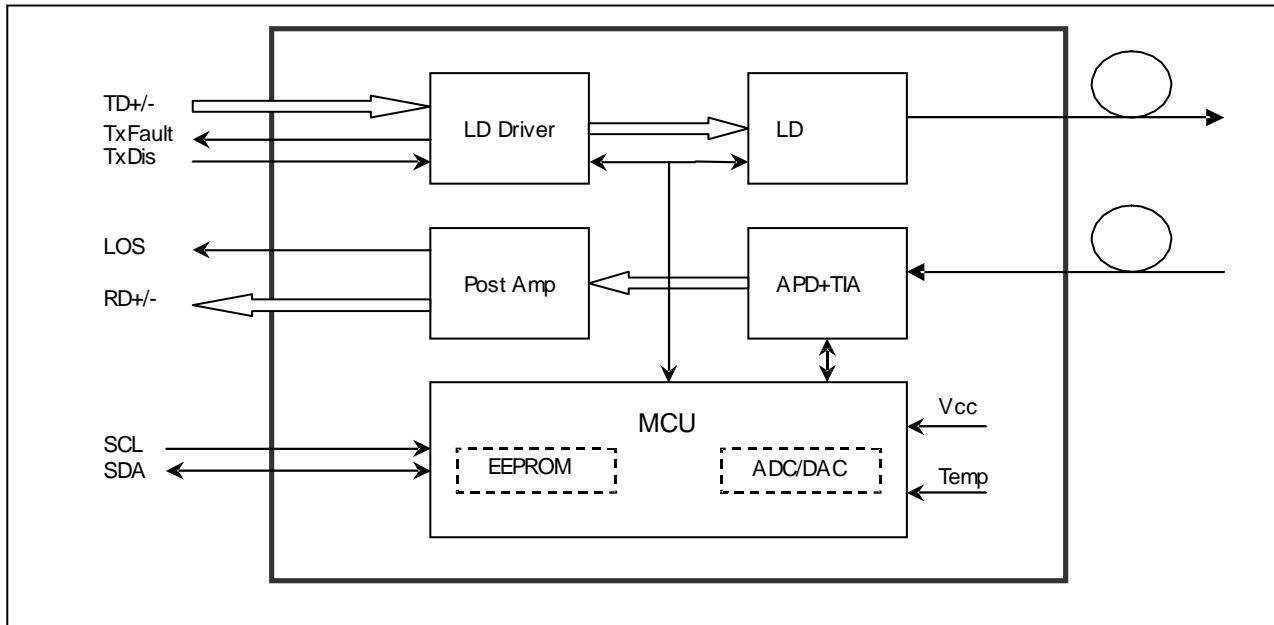 TD+/-
TxFault
TxDis
LD Driver
LD
LOS
RD+/-
Post Amp
APD+TIA
MCU
Vcc
SCL
SDA
EEPROM
ADC/DAC
Temp